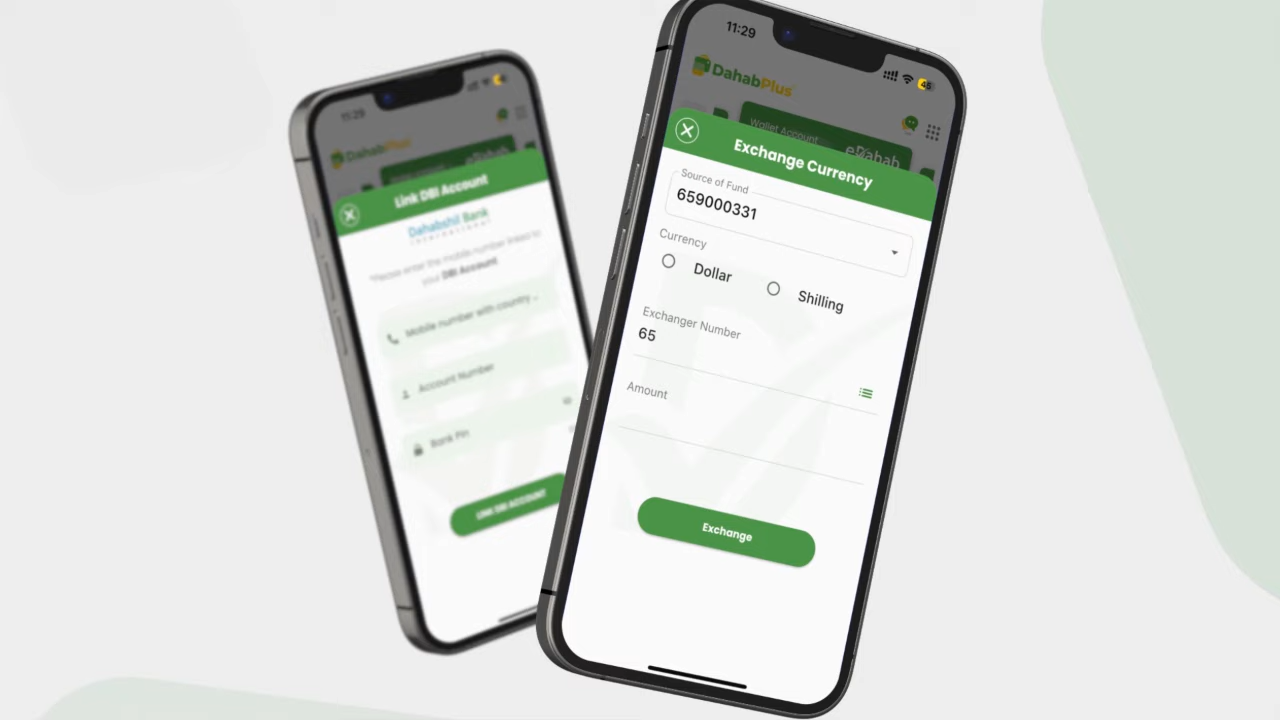 11:29
DahabPlus
Link DBI Account
Dahabshil Bank
International
*Please enter the mobile number linked to
your DBI Account
Mobile number with country ..
Account Number
Bank Pin
LINK DBI ACCOUNT
11:29
45
DahabPlus
Wallet Account
eDahab
Exchange Currency
Source of Fund
659000331
Currency
Dollar
Shilling
Exchanger Number
65
Amount
Exchange